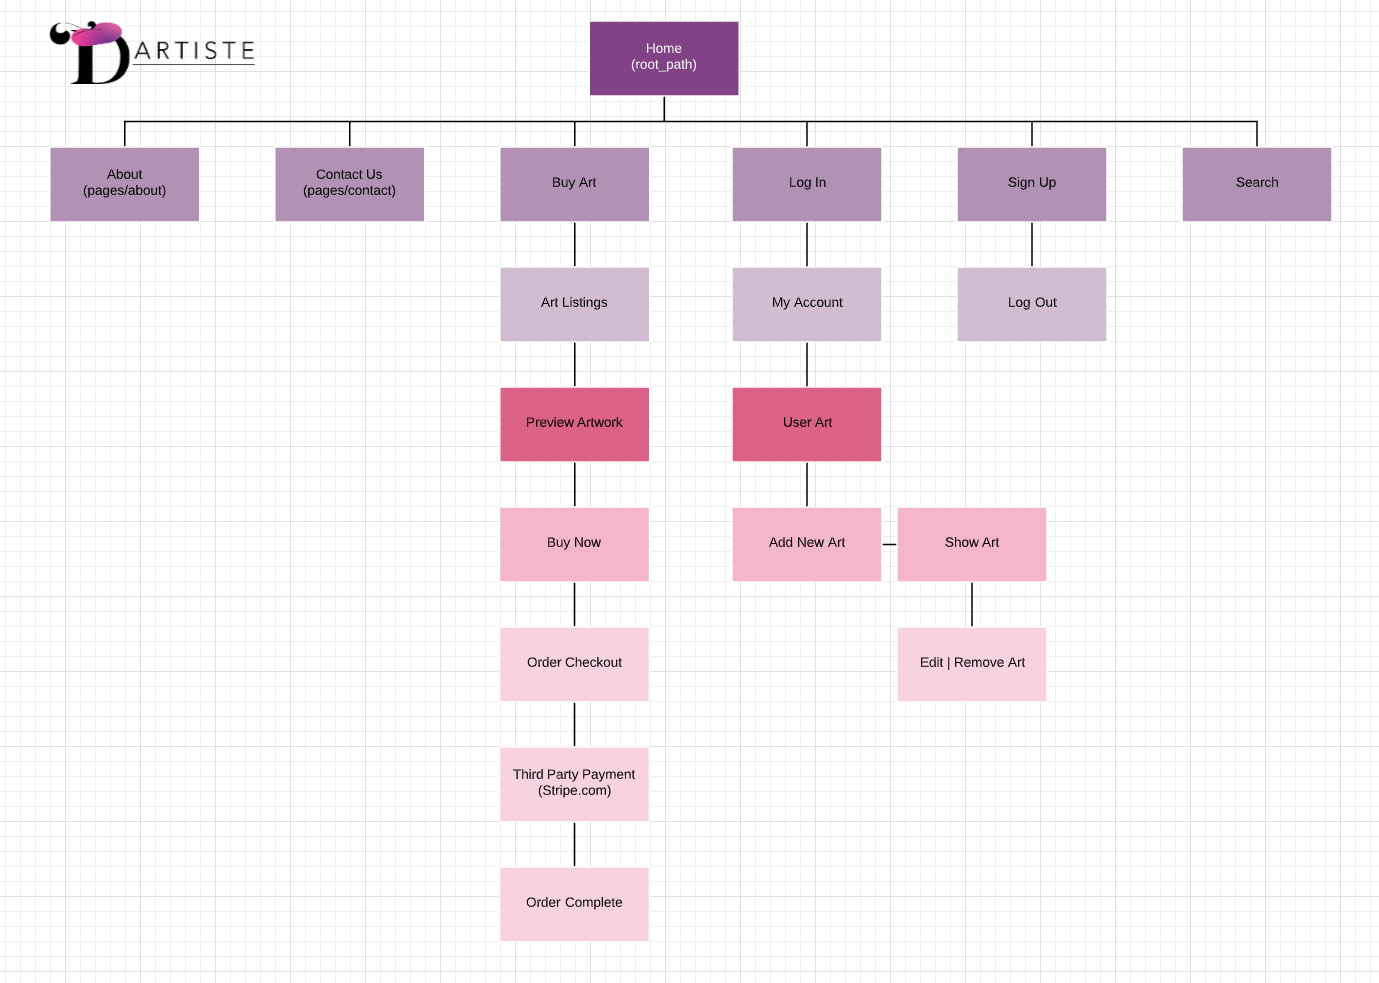 D ARTISTE
Home
(root_path)
About
(pages/about)
Contact Us
(pages/contact)
Buy Art
Log In
Sign Up
Search
Art Listings
My Account
Log Out
Preview Artwork
User Art
Buy Now
Add New Art
Show Art
Order Checkout
Edit | Remove Art
Third Party Payment
(Stripe.com)
Order Complete